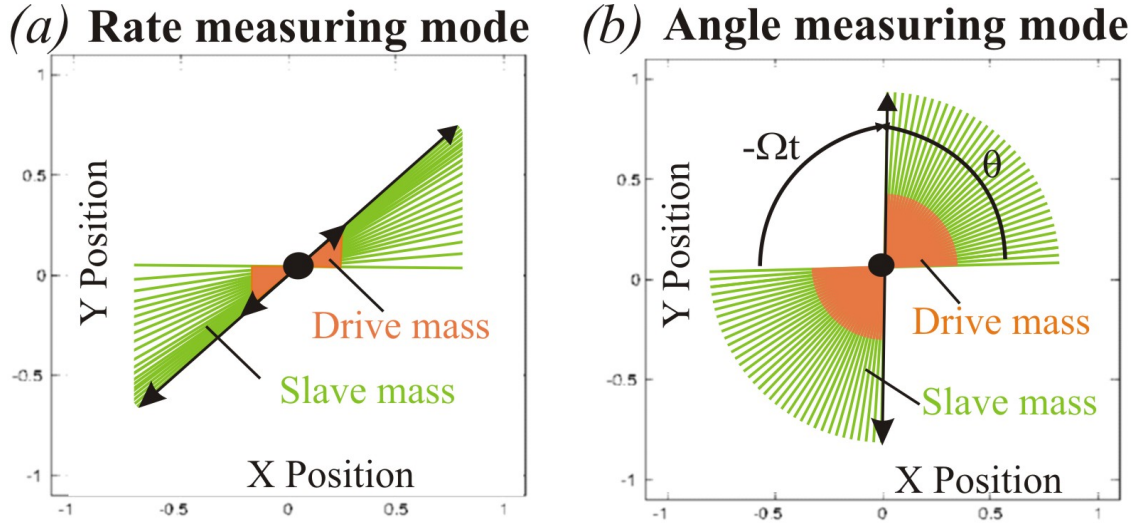 (a) Rate measuring mode
1
0.5
0
-0.5
-1
Y Position
Drive mass
Slave mass
X Position
-1
-0.5
0
0.5
1
(b) Angle measuring mode
1
0.5
0
-0.5
-1
Y Position
-Ωt
θ
Drive mass
Slave mass
X Position
-1
-0.5
0
0.5
1